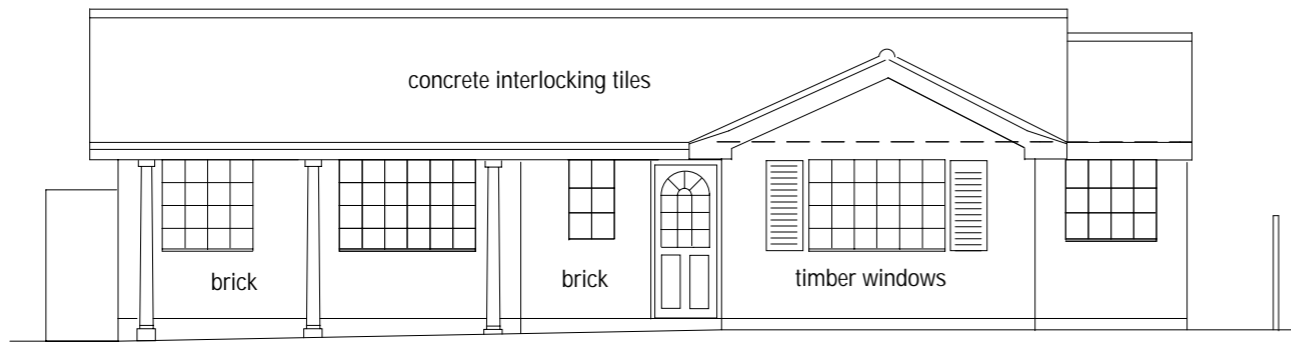 concrete interlocking tiles
brick
brick
timber windows